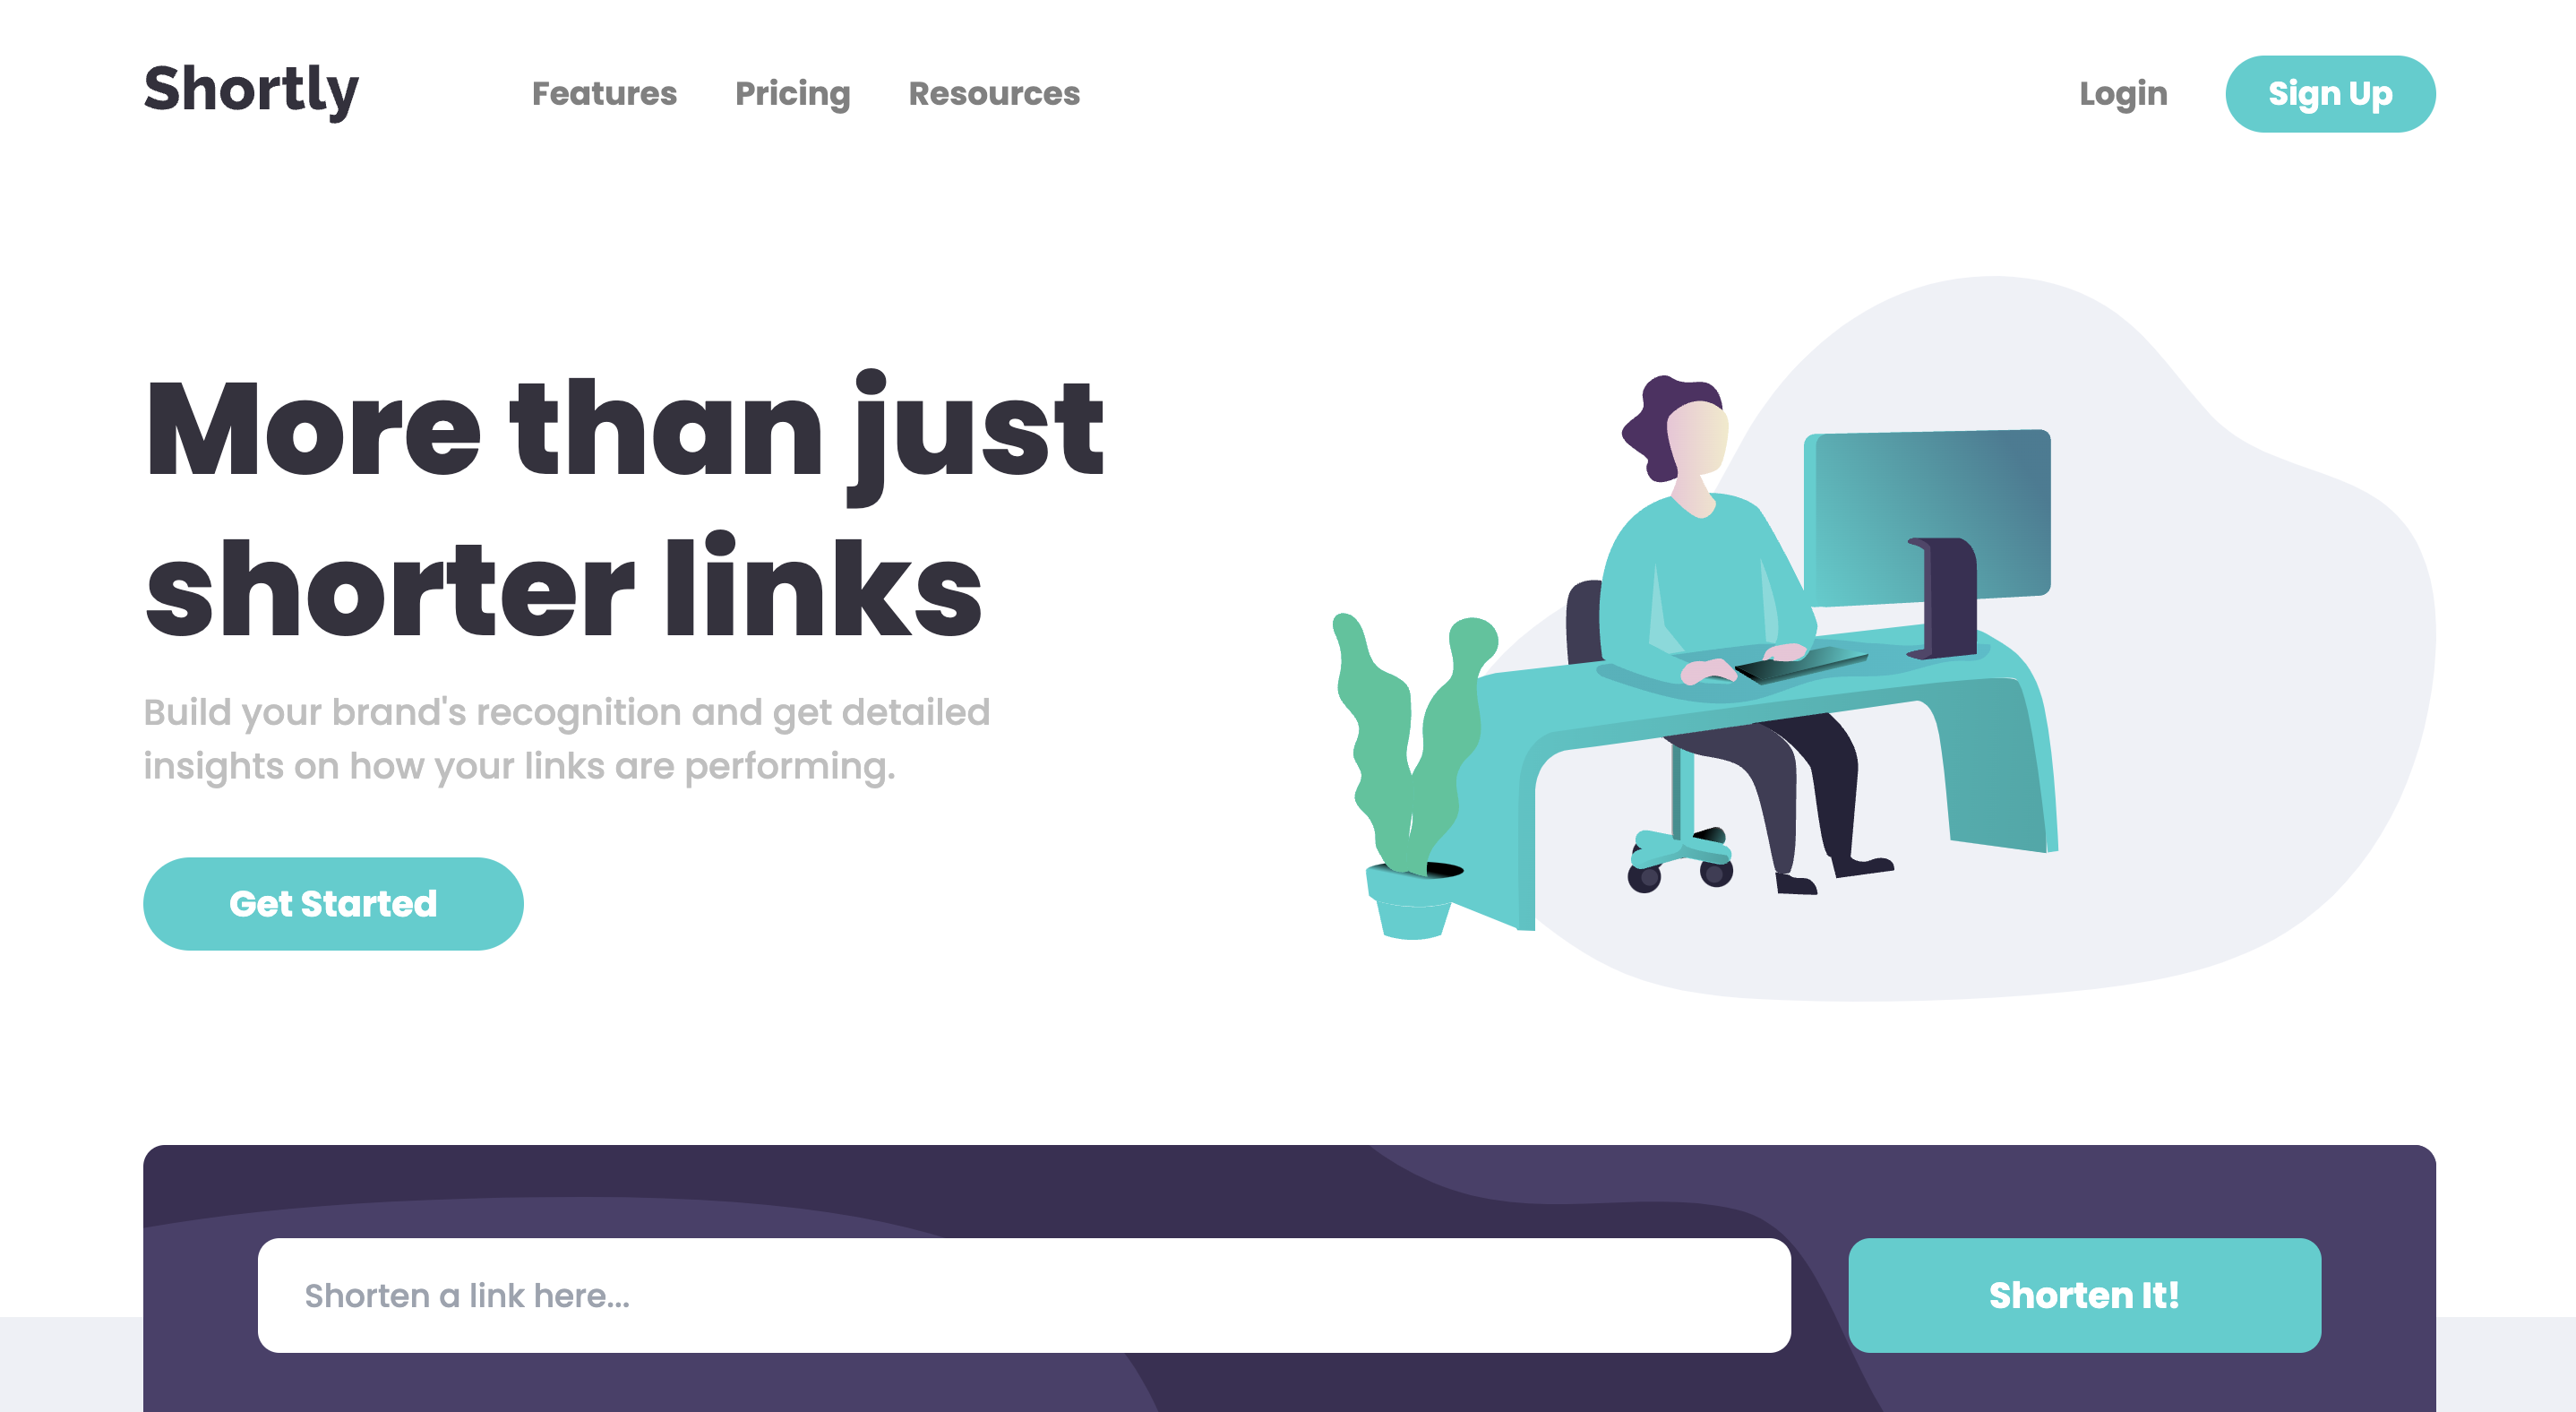 Shortly
Features Pricing Resources
Login
Sign Up
More than just
shorter links
Build your brand's recognition and get detailed
insights on how your links are performing.
Get Started
Shorten a link here...
Shorten It!